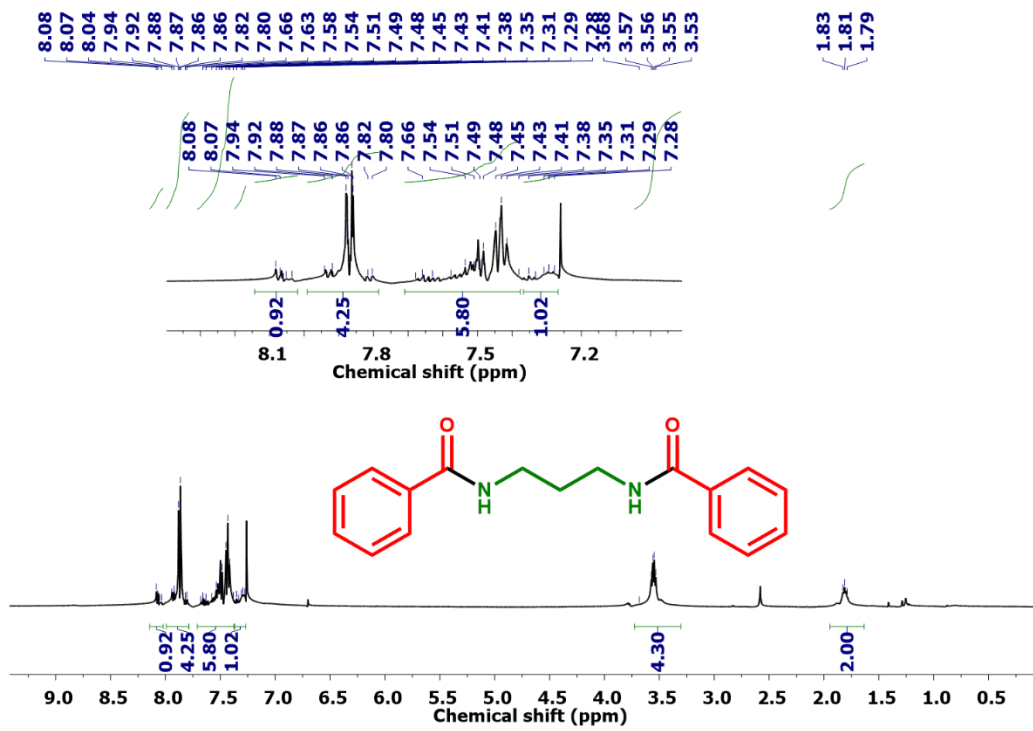 8.08 8.07 8.04 7.94 7.92 7.88 7.87 7.86 7.86 7.82 7.80 7.66 7.63 7.58 7.54 7.51 7.49 7.48 7.45 7.43 7.41 7.38 7.35 7.31 7.29 7.28 3.68 3.57 3.56 3.55 3.53 1.83 1.81 1.79
8.08 8.07 7.94 7.92 7.88 7.87 7.86 7.86 7.82 7.80 7.66 7.54 7.51 7.49 7.48 7.45 7.43 7.41 7.38 7.35 7.31 7.29 7.28
0.92 4.25 5.80 1.02
8.1 7.8 7.5 7.2
Chemical shift (ppm)
O O
N N
H H
0.92 4.25 5.80 1.02 4.30 2.00
9.0 8.5 8.0 7.5 7.0 6.5 6.0 5.5 5.0 4.5 4.0 3.5 3.0 2.5 2.0 1.5 1.0 0.5
Chemical shift (ppm)